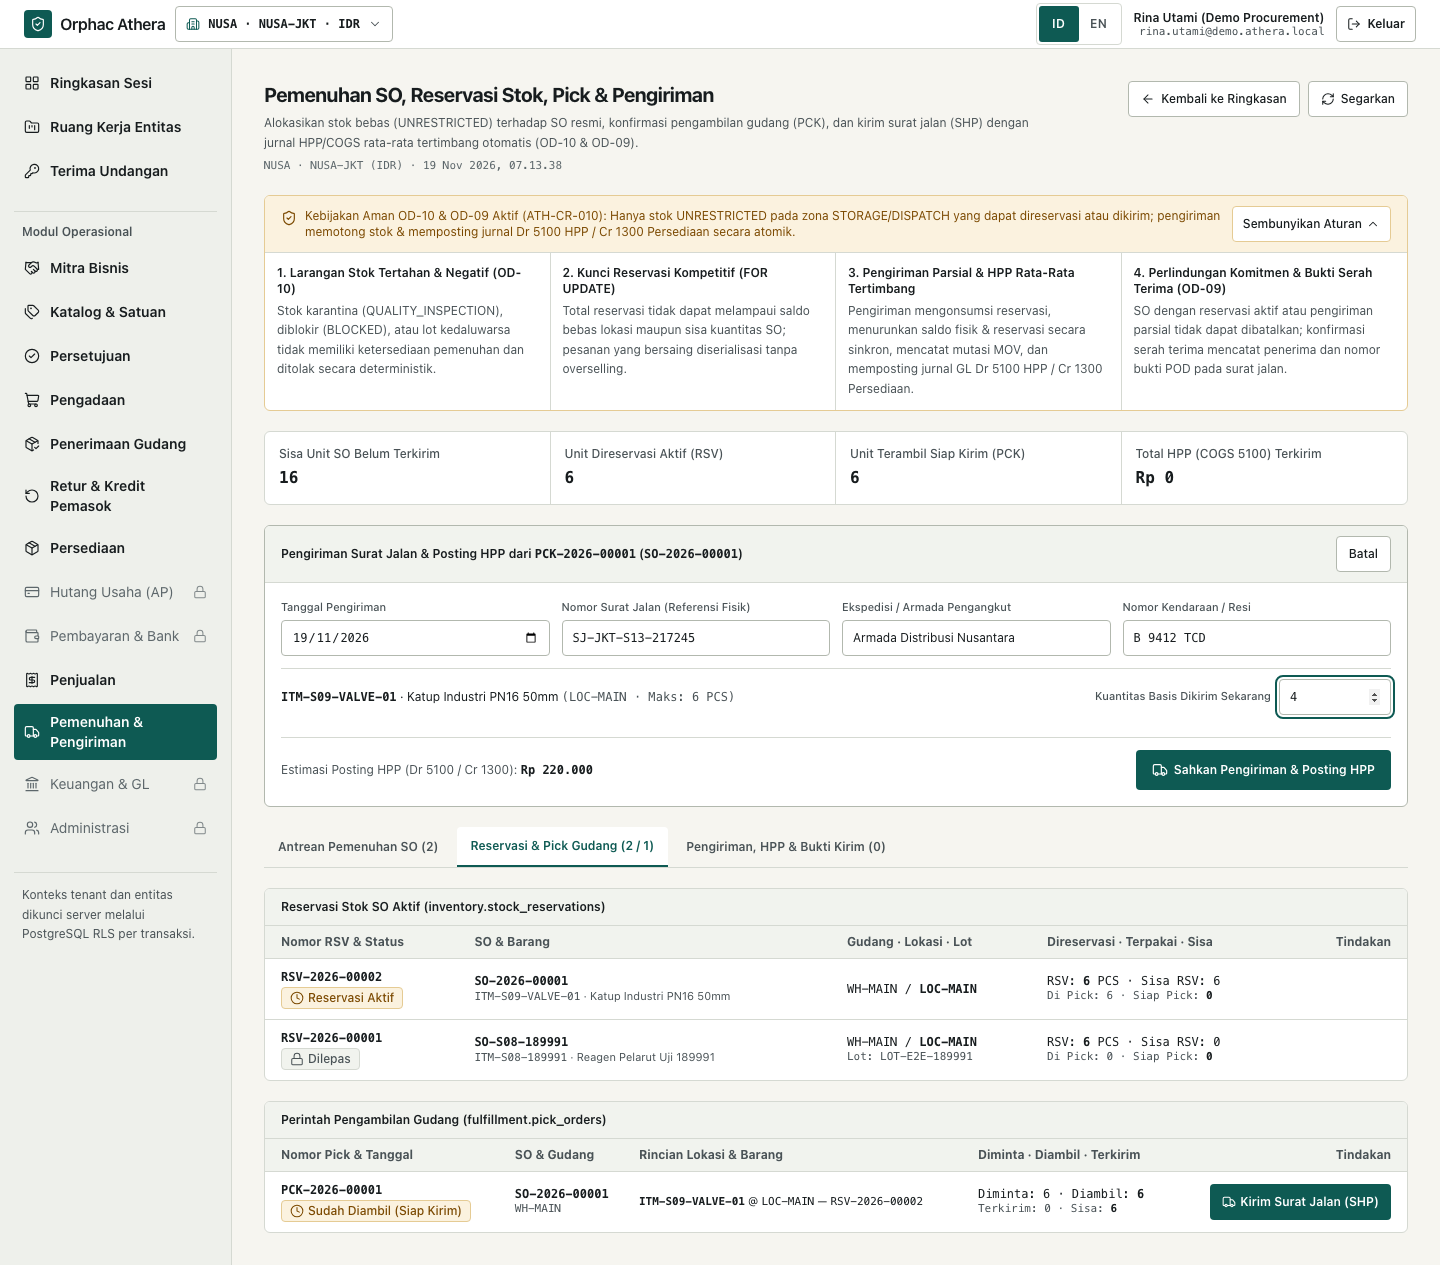 Orphac Athera
NUSA · NUSA-JKT · IDR
ID
EN
Rina Utami (Demo Procurement)
rina.utami@demo.athera.local
Keluar
Ringkasan Sesi
Ruang Kerja Entitas
Terima Undangan
Modul Operasional
Mitra Bisnis
Katalog & Satuan
Persetujuan
Pengadaan
Penerimaan Gudang
Retur & Kredit
Pemasok
Persediaan
Hutang Usaha (AP)
Pembayaran & Bank
Penjualan
Pemenuhan &
Pengiriman
Keuangan & GL
Administrasi
Konteks tenant dan entitas
dikunci server melalui
PostgreSQL RLS per transaksi.
Pemenuhan SO, Reservasi Stok, Pick & Pengiriman
Alokasikan stok bebas (UNRESTRICTED) terhadap SO resmi, konfirmasi pengambilan gudang (PCK), dan kirim surat jalan (SHP) dengan
jurnal HPP/COGS rata-rata tertimbang otomatis (OD-10 & OD-09).
NUSA · NUSA-JKT (IDR) · 19 Nov 2026, 07.13.38
Kembali ke Ringkasan
Segarkan
Kebijakan Aman OD-10 & OD-09 Aktif (ATH-CR-010): Hanya stok UNRESTRICTED pada zona STORAGE/DISPATCH yang dapat direservasi atau dikirim; pengiriman
memotong stok & memposting jurnal Dr 5100 HPP / Cr 1300 Persediaan secara atomik.
Sembunyikan Aturan
1. Larangan Stok Tertahan & Negatif (OD-
10)
Stok karantina (QUALITY_INSPECTION),
diblokir (BLOCKED), atau lot kedaluwarsa
tidak memiliki ketersediaan pemenuhan dan
ditolak secara deterministik.
2. Kunci Reservasi Kompetitif (FOR
UPDATE)
Total reservasi tidak dapat melampaui saldo
bebas lokasi maupun sisa kuantitas SO;
pesanan yang bersaing diserialisasi tanpa
overselling.
3. Pengiriman Parsial & HPP Rata-Rata
Tertimbang
Pengiriman mengonsumsi reservasi,
menurunkan saldo fisik & reservasi secara
sinkron, mencatat mutasi MOV, dan
memposting jurnal GL Dr 5100 HPP / Cr 1300
Persediaan.
4. Perlindungan Komitmen & Bukti Serah
Terima (OD-09)
SO dengan reservasi aktif atau pengiriman
parsial tidak dapat dibatalkan; konfirmasi
serah terima mencatat penerima dan nomor
bukti POD pada surat jalan.
Sisa Unit SO Belum Terkirim
16
Unit Direservasi Aktif (RSV)
6
Unit Terambil Siap Kirim (PCK)
6
Total HPP (COGS 5100) Terkirim
Rp 0
Pengiriman Surat Jalan & Posting HPP dari PCK-2026-00001 (SO-2026-00001)
Batal
Tanggal Pengiriman
19/11/2026
Nomor Surat Jalan (Referensi Fisik)
SJ-JKT-S13-217245
Ekspedisi / Armada Pengangkut
Armada Distribusi Nusantara
Nomor Kendaraan / Resi
B 9412 TCD
ITM-S09-VALVE-01 · Katup Industri PN16 50mm (LOC-MAIN · Maks: 6 PCS)
Kuantitas Basis Dikirim Sekarang
4
Estimasi Posting HPP (Dr 5100 / Cr 1300): Rp 220.000
Sahkan Pengiriman & Posting HPP
Antrean Pemenuhan SO (2)
Reservasi & Pick Gudang (2 / 1)
Pengiriman, HPP & Bukti Kirim (0)
Reservasi Stok SO Aktif (inventory.stock_reservations)
Nomor RSV & Status
SO & Barang
Gudang · Lokasi · Lot
Direservasi · Terpakai · Sisa
Tindakan
RSV-2026-00002
Reservasi Aktif
SO-2026-00001
ITM-S09-VALVE-01 · Katup Industri PN16 50mm
WH-MAIN / LOC-MAIN
RSV: 6 PCS · Sisa RSV: 6
Di Pick: 6 · Siap Pick: 0
RSV-2026-00001
Dilepas
SO-S08-189991
ITM-S08-189991 · Reagen Pelarut Uji 189991
WH-MAIN / LOC-MAIN
Lot: LOT-E2E-189991
RSV: 6 PCS · Sisa RSV: 0
Di Pick: 0 · Siap Pick: 0
Perintah Pengambilan Gudang (fulfillment.pick_orders)
Nomor Pick & Tanggal
SO & Gudang
Rincian Lokasi & Barang
Diminta · Diambil · Terkirim
Tindakan
PCK-2026-00001
Sudah Diambil (Siap Kirim)
SO-2026-00001
WH-MAIN
ITM-S09-VALVE-01 @ LOC-MAIN — RSV-2026-00002
Diminta: 6 · Diambil: 6
Terkirim: 0 · Sisa: 6
Kirim Surat Jalan (SHP)